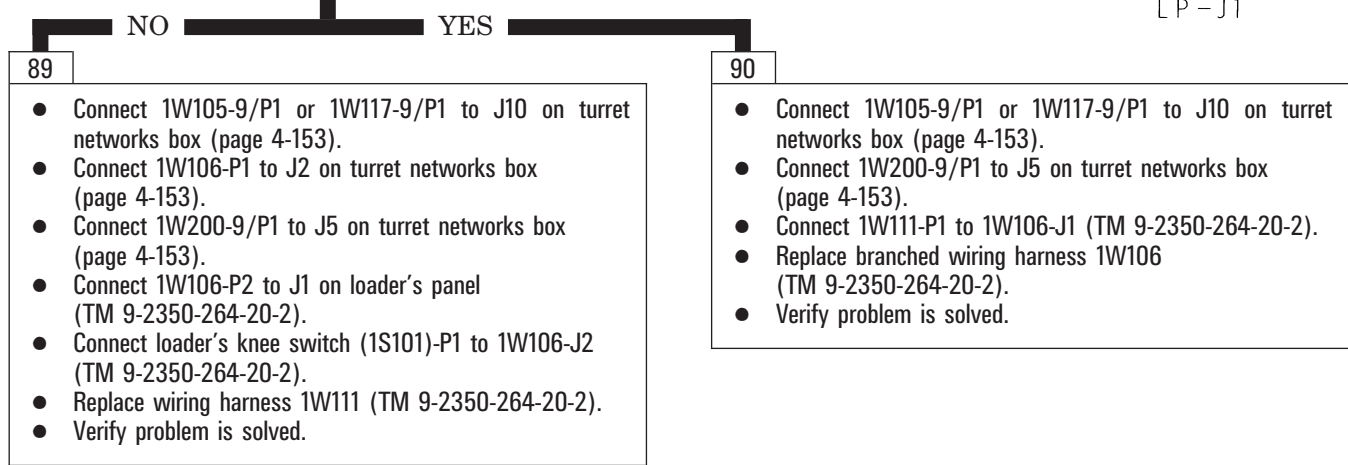 LP-J1
NO YES
89
● Connect 1W105-9/P1 or 1W117-9/P1 to J10 on turret
networks box (page 4-153).
● Connect 1W106-P1 to J2 on turret networks box
(page 4-153).
● Connect 1W200-9/P1 to J5 on turret networks box
(page 4-153).
● Connect 1W106-P2 to J1 on loader's panel
(TM 9-2350-264-20-2).
● Connect loader's knee switch (1S101)-P1 to 1W106-J2
(TM 9-2350-264-20-2).
● Replace wiring harness 1W111 (TM 9-2350-264-20-2).
● Verify problem is solved.
90
● Connect 1W105-9/P1 or 1W117-9/P1 to J10 on turret
networks box (page 4-153).
● Connect 1W200-9/P1 to J5 on turret networks box
(page 4-153).
● Connect 1W111-P1 to 1W106-J1 (TM 9-2350-264-20-2).
● Replace branched wiring harness 1W106
(TM 9-2350-264-20-2).
● Verify problem is solved.